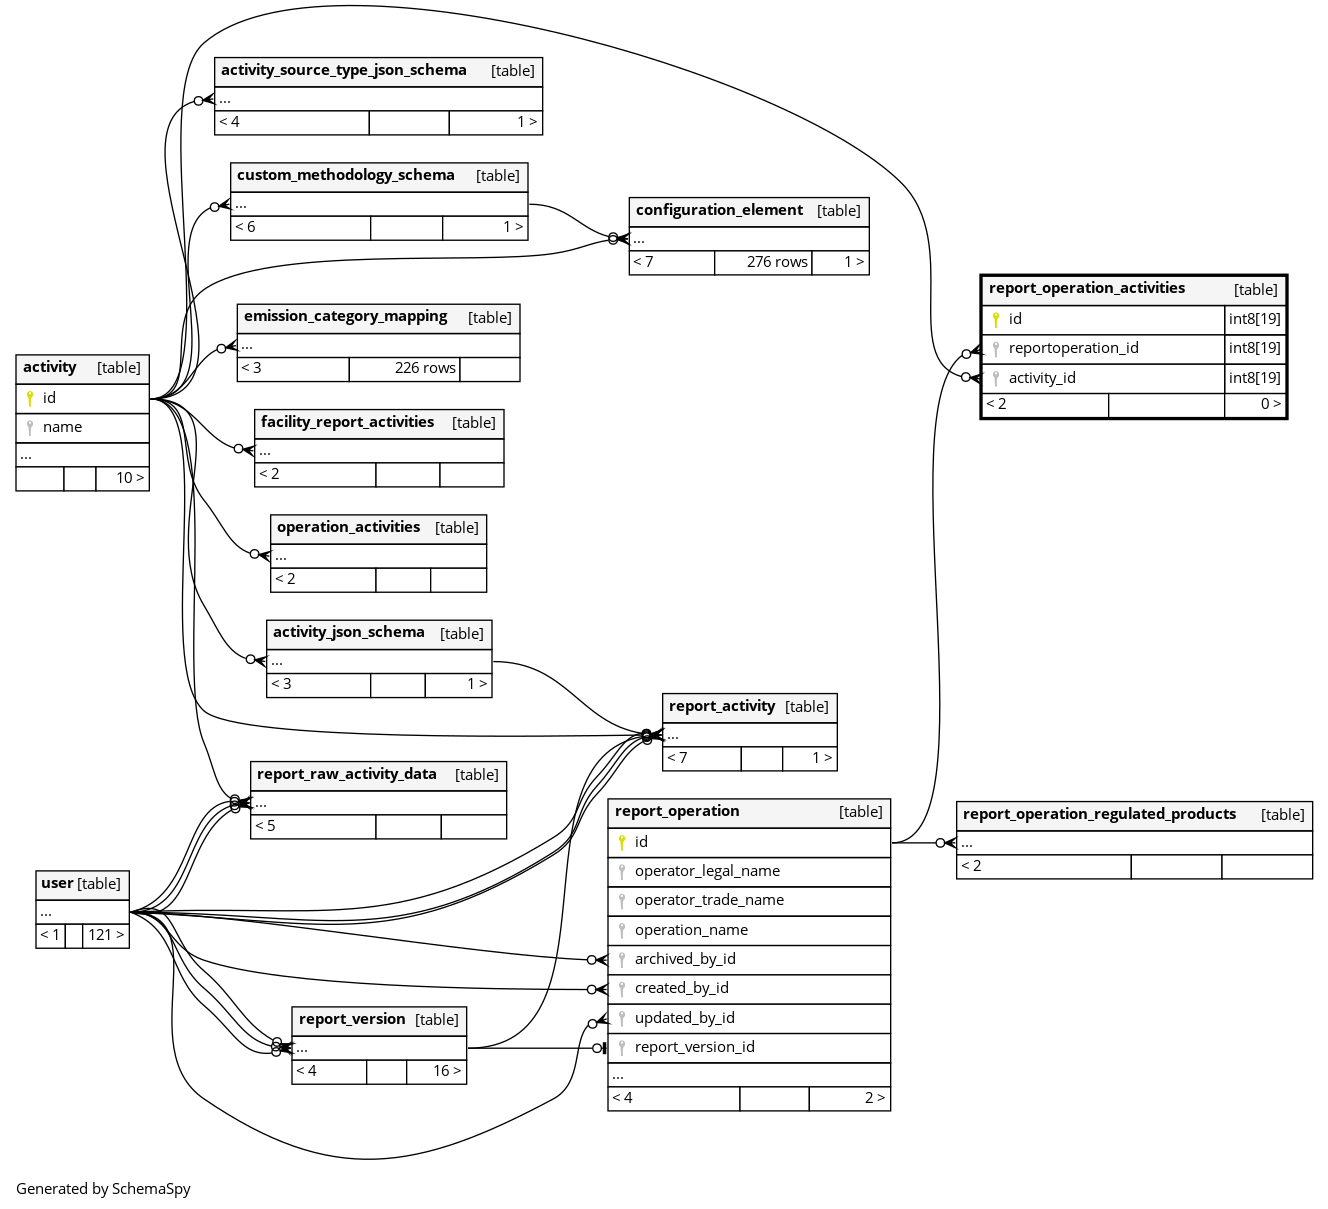 activity_source_type_json_schema [table]
...
< 4 1 >
custom_methodology_schema [table]
...
< 6 1 >
configuration_element [table]
...
< 7 276 rows 1 >
report_operation_activities [table]
id int8[19]
reportoperation_id int8[19]
activity_id int8[19]
< 2 0 >
emission_category_mapping [table]
...
< 3 226 rows
activity [table]
id
name
...
10 >
facility_report_activities [table]
...
< 2
operation_activities [table]
...
< 2
activity_json_schema [table]
...
< 3 1 >
report_activity [table]
...
< 7 1 >
report_raw_activity_data [table]
...
< 5
report_operation [table]
id
operator_legal_name
operator_trade_name
operation_name
archived_by_id
created_by_id
updated_by_id
report_version_id
...
< 4 2 >
report_operation_regulated_products [table]
...
< 2
user [table]
...
< 1 121 >
report_version [table]
...
< 4 16 >
Generated by SchemaSpy